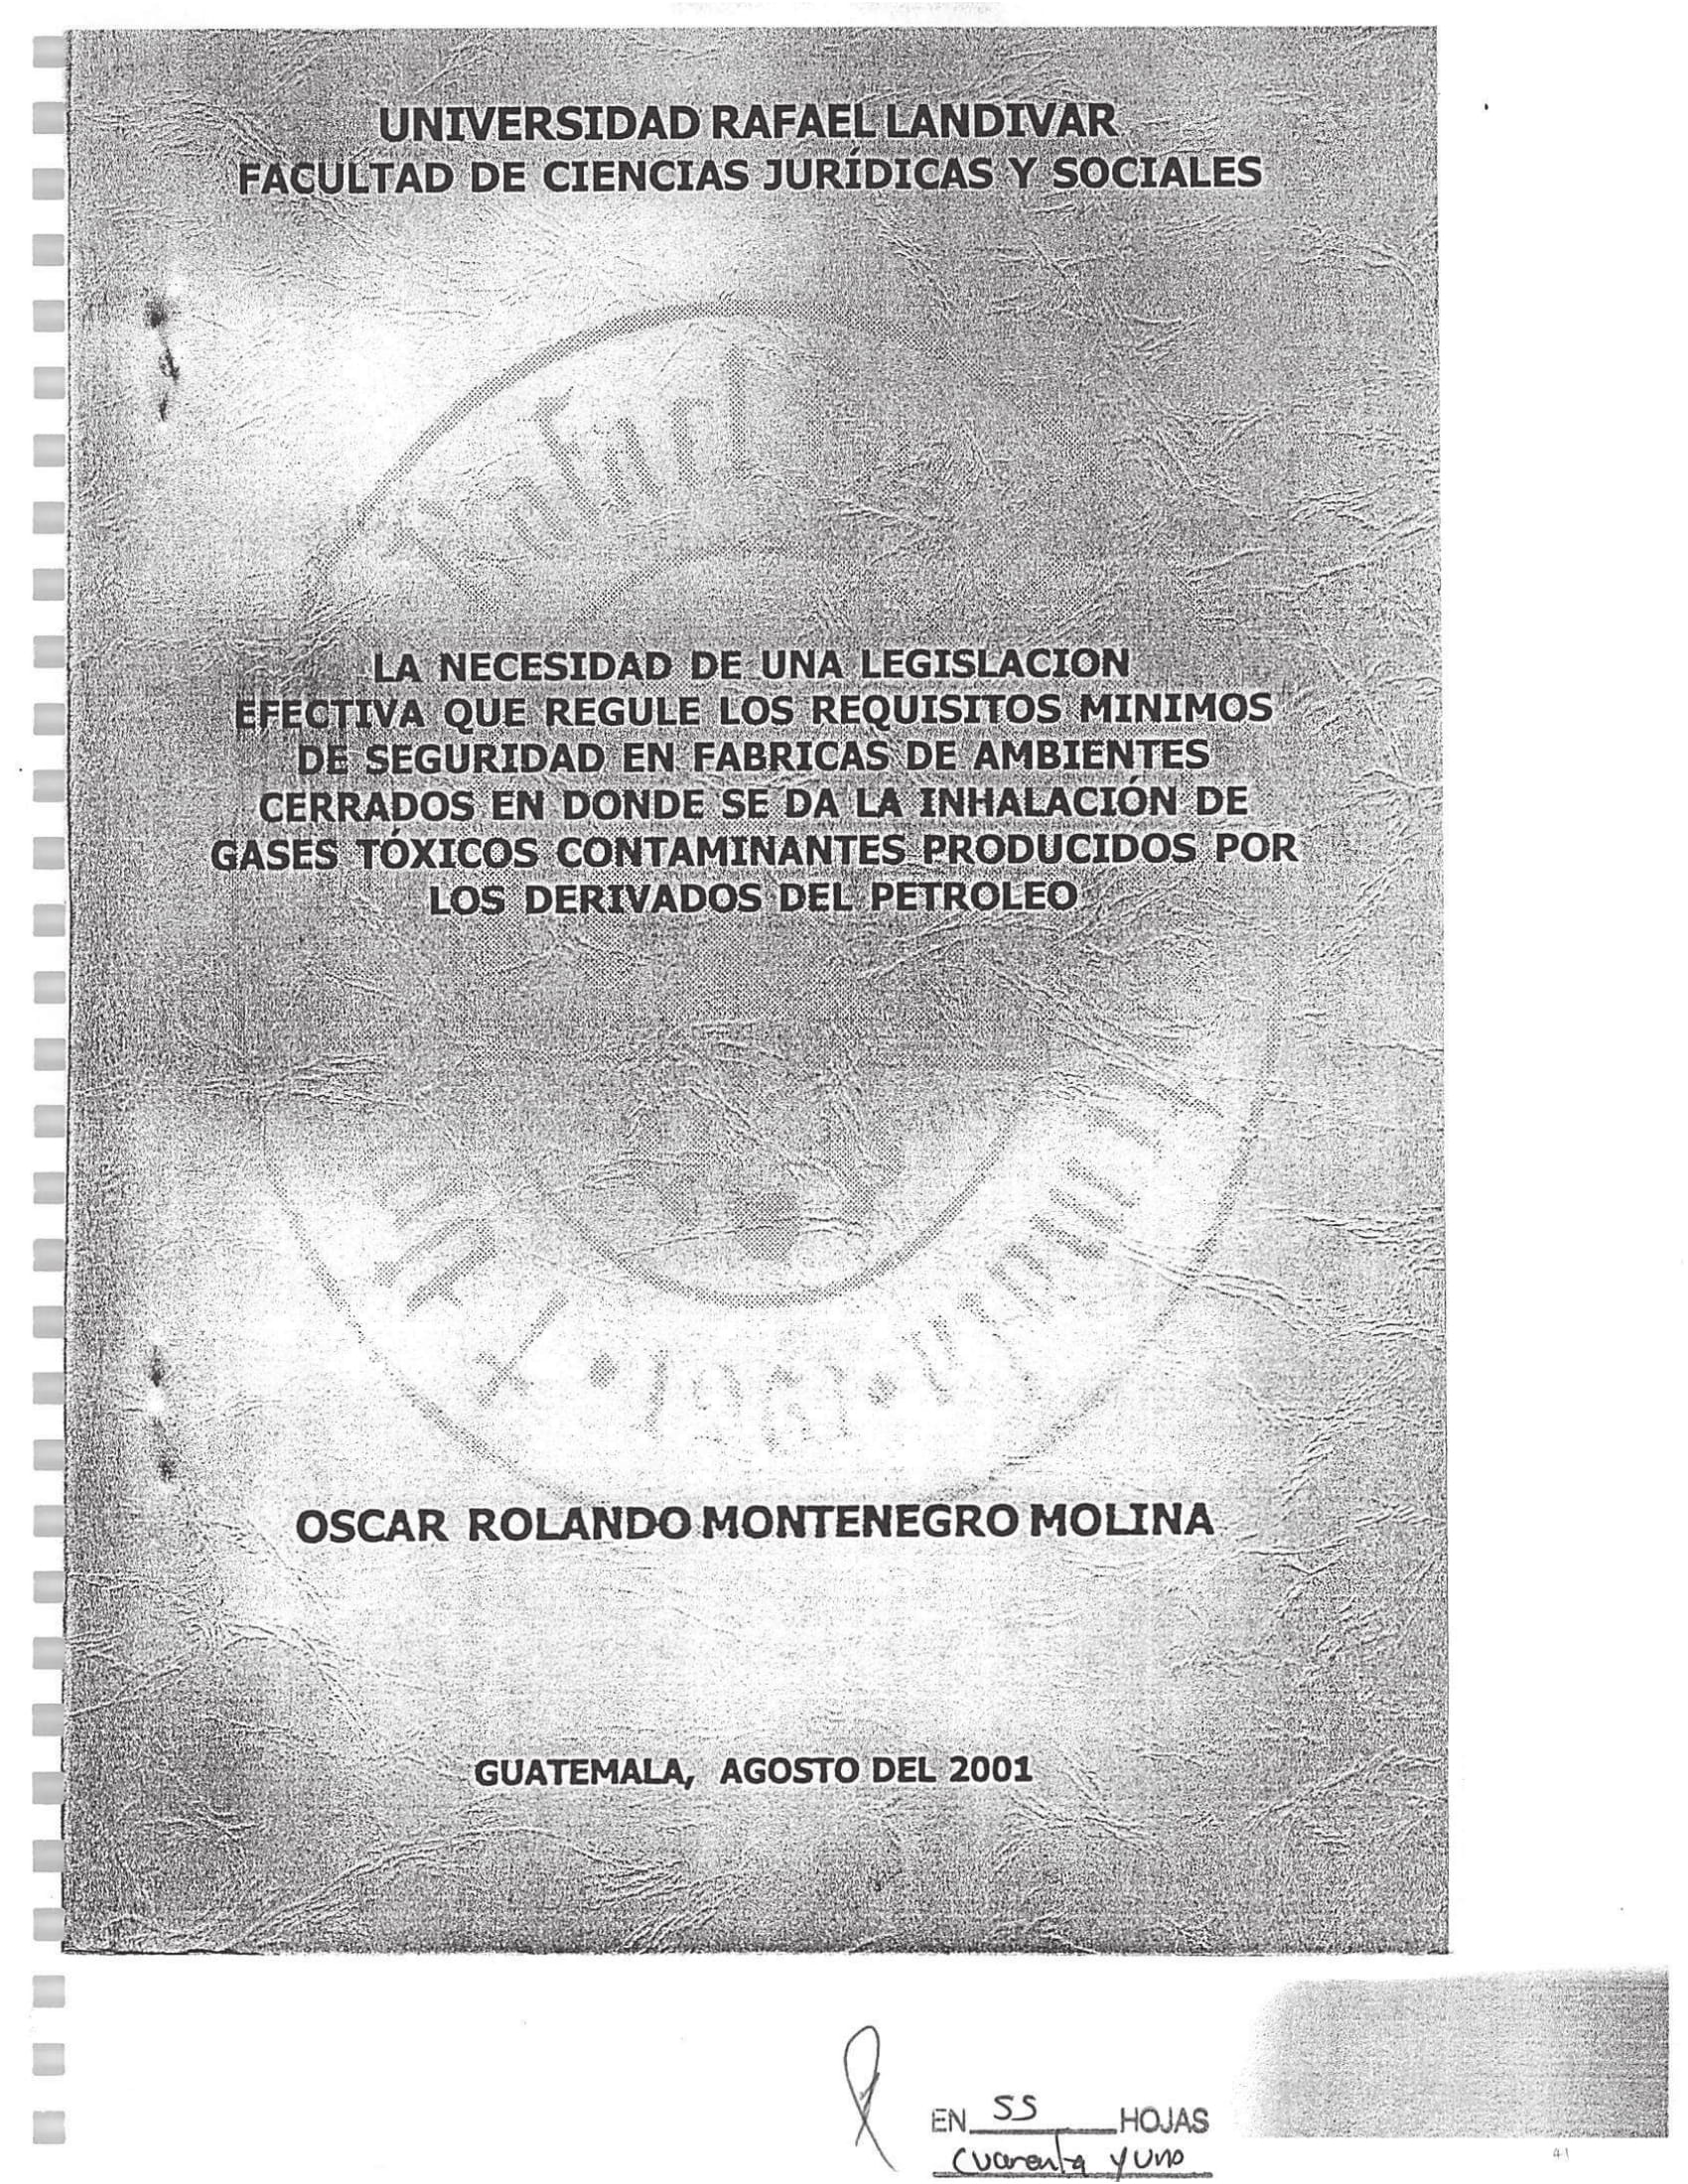 UNIVERSIDAD RAFAEL LANDIVAR
FACULTAD DE CIENCIAS JURÍDICAS Y SOCIALES
LA NECESIDAD DE UNA LEGISLACION
EFECTIVA QUE REGULE LOS REQUISITOS MINIMOS
DE SEGURIDAD EN FABRICAS DE AMBIENTES
CERRADOS EN DONDE SE DA LA INHALACIÓN DE
GASES TÓXICOS CONTAMINANTES PRODUCIDOS POR
LOS DERIVADOS DEL PETROLEO
OSCAR ROLANDO MONTENEGRO MOLINA
GUATEMALA, AGOSTO DEL 2001
EN 55 HOJAS
Cuarenta y uno
41